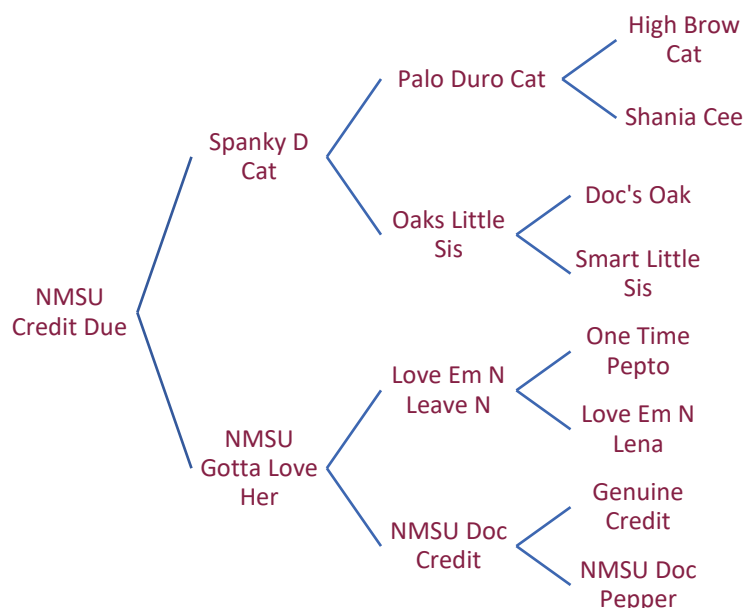 High Brow
Cat
Palo Duro Cat
Shania Cee
Spanky D
Cat
Doc's Oak
Oaks Little
Sis
Smart Little
Sis
NMSU
Credit Due
One Time
Pepto
Love Em N
Leave N
Love Em N
Lena
NMSU
Gotta Love
Her
Genuine
Credit
NMSU Doc
Credit
NMSU Doc
Pepper